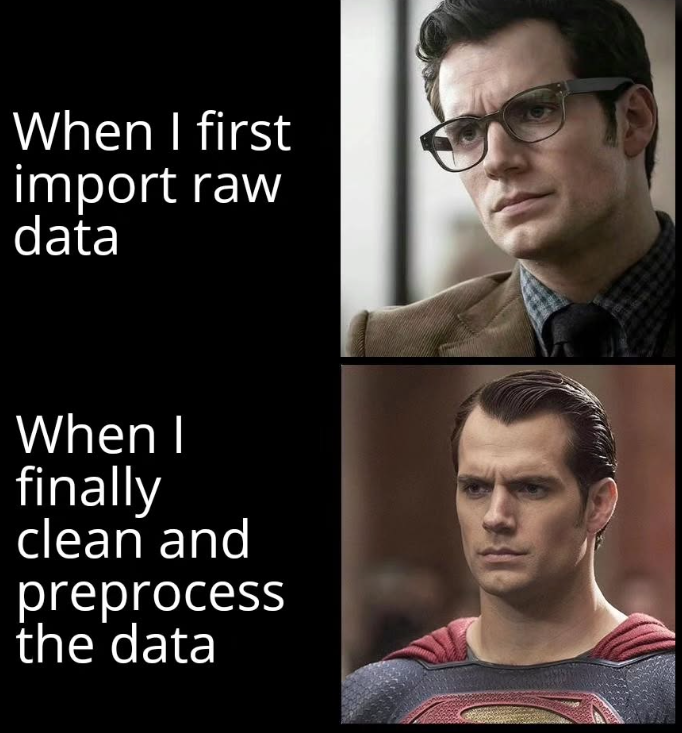 When I first
import raw
data
When I
finally
clean and
preprocess
the data